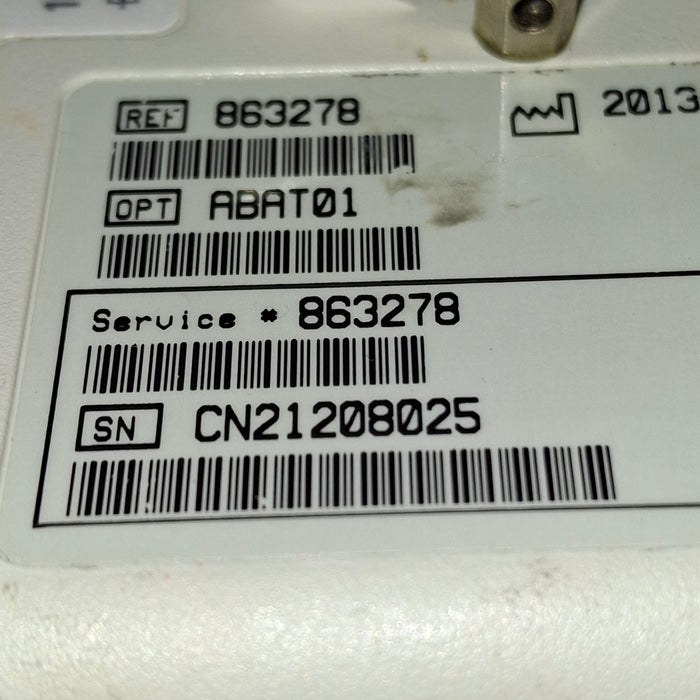 REF 863278 2013
OPT ABAT01
Service # 863278
SN CN21208025